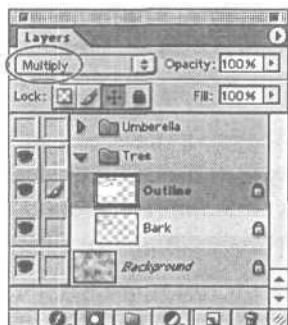 Layers
Multiply Opacity: 100%
Lock: Fill: 100%
Umberella
Tree
Outline
Bark
Background